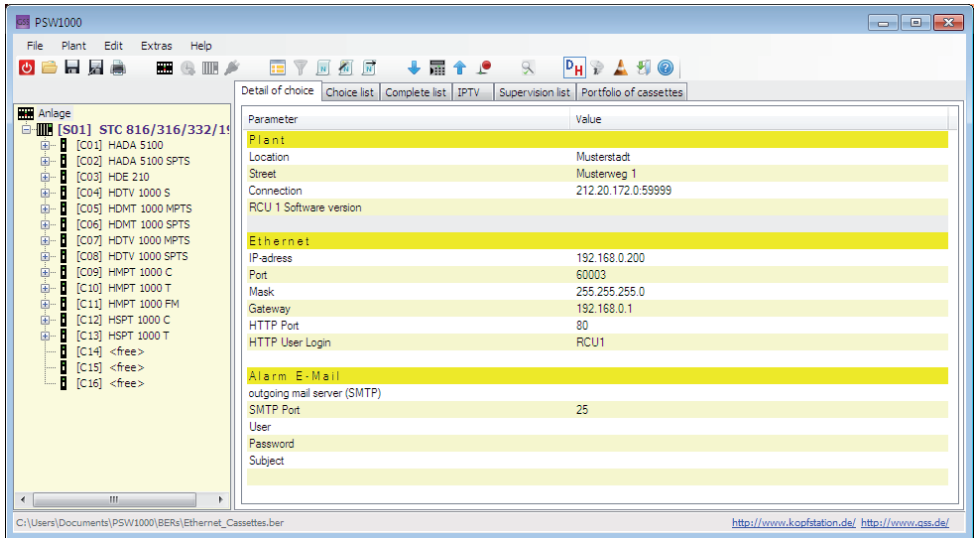 PSW1000
File Plant Edit Extras Help
Detail of choice Choice list Complete list IPTV Supervision list Portfolio of cassettes
Anlage
[S01] STC 816/316/332/19
[C01] HADA 5100
[C02] HADA 5100 SPTS
[C03] HDE 210
[C04] HDTV 1000 S
[C05] HDMT 1000 MPTS
[C06] HDMT 1000 SPTS
[C07] HDTV 1000 MPTS
[C08] HDTV 1000 SPTS
[C09] HMPT 1000 C
[C10] HMPT 1000 T
[C11] HMPT 1000 FM
[C12] HSPT 1000 C
[C13] HSPT 1000 T
[C14] <free>
[C15] <free>
[C16] <free>
Parameter Value
Plant
Location Musterstadt
Street Musterweg 1
Connection 212.20.172.0:59999
RCU 1 Software version
Ethernet
IP-adress 192.168.0.200
Port 60003
Mask 255.255.255.0
Gateway 192.168.0.1
HTTP Port 80
HTTP User Login RCU1
Alarm E-Mail
outgoing mail server (SMTP)
SMTP Port 25
User
Password
Subject
C:\Users\Documents\PSW1000\BERs\Ethernet_Cassettes.ber http://www.kopfstation.de/ http://www.gss.de/